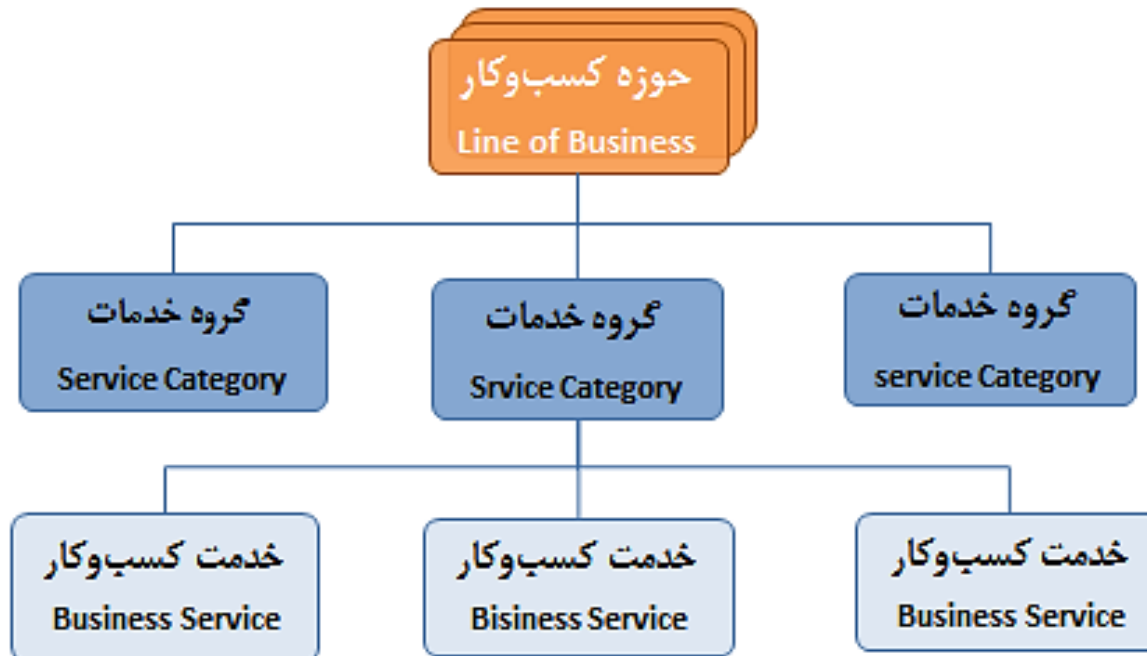 حوزه کسب‌وکار
Line of Business
گروه خدمات
Service Category
گروه خدمات
Srvice Category
گروه خدمات
service Category
خدمت کسب‌وکار
Business Service
خدمت کسب‌وکار
Bisiness Service
خدمت کسب‌وکار
Business Service